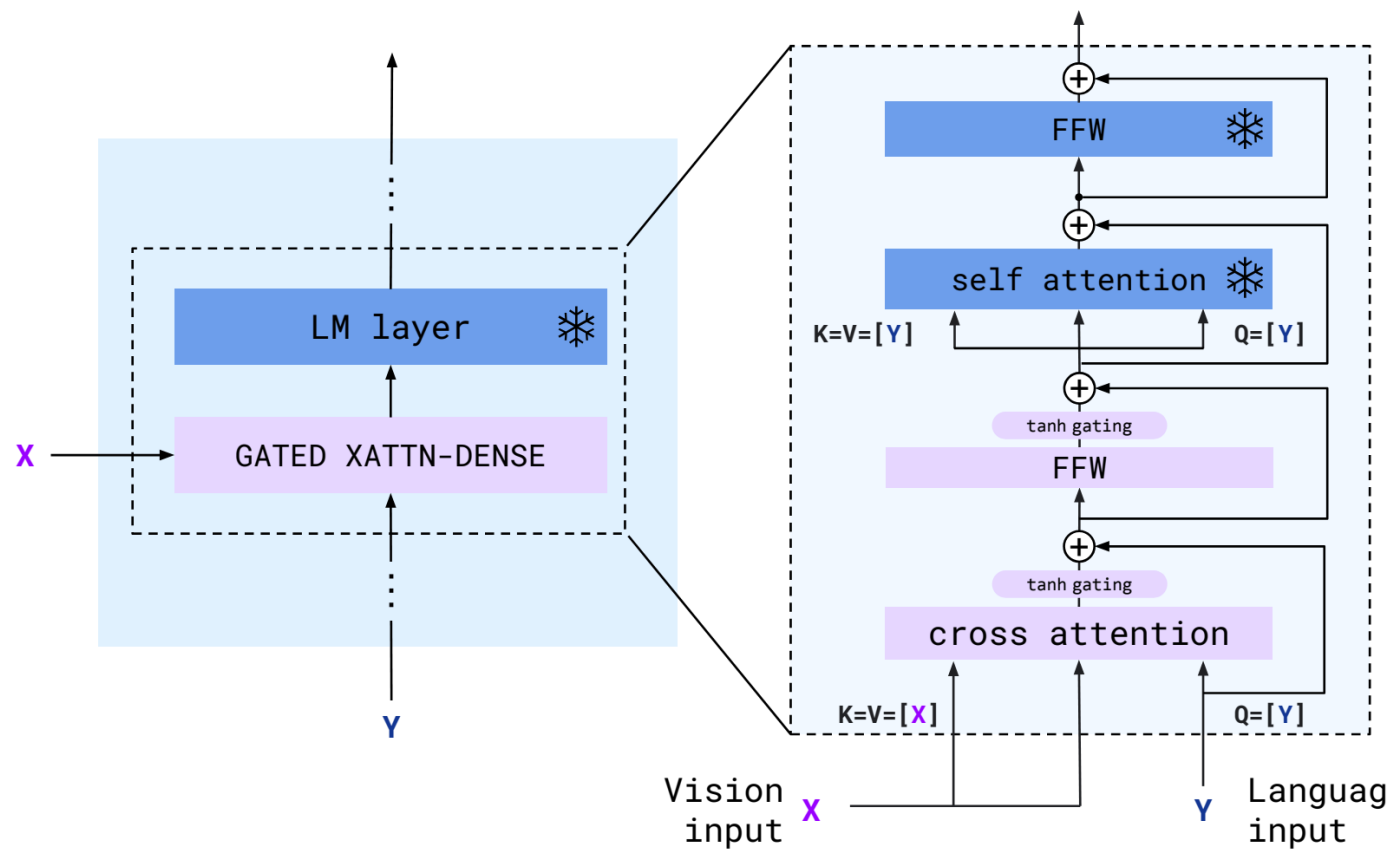 LM layer
X
GATED XATTN-DENSE
Y
FFW
self attention
K=V=[Y]
Q=[Y]
tanh gating
FFW
tanh gating
cross attention
K=V=[X]
Q=[Y]
Vision
input
X
Y
Languag
input